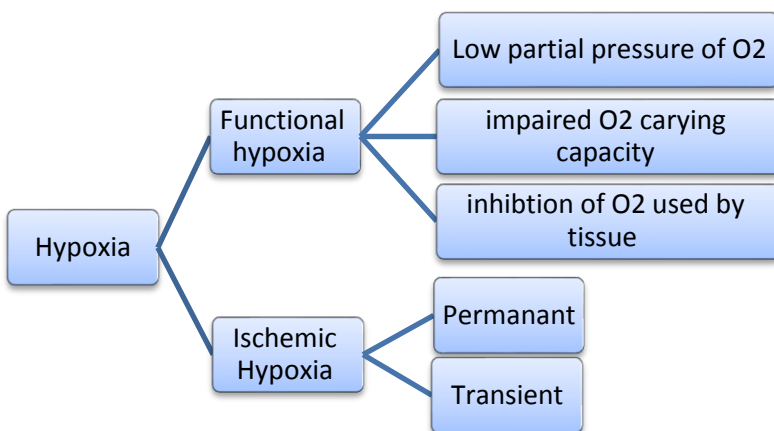 Low partial pressure of O2
Functional
hypoxia
impaired O2 carying
capacity
inhibtion of O2 used by
tissue
Hypoxia
Ischemic
Hypoxia
Permanant
Transient